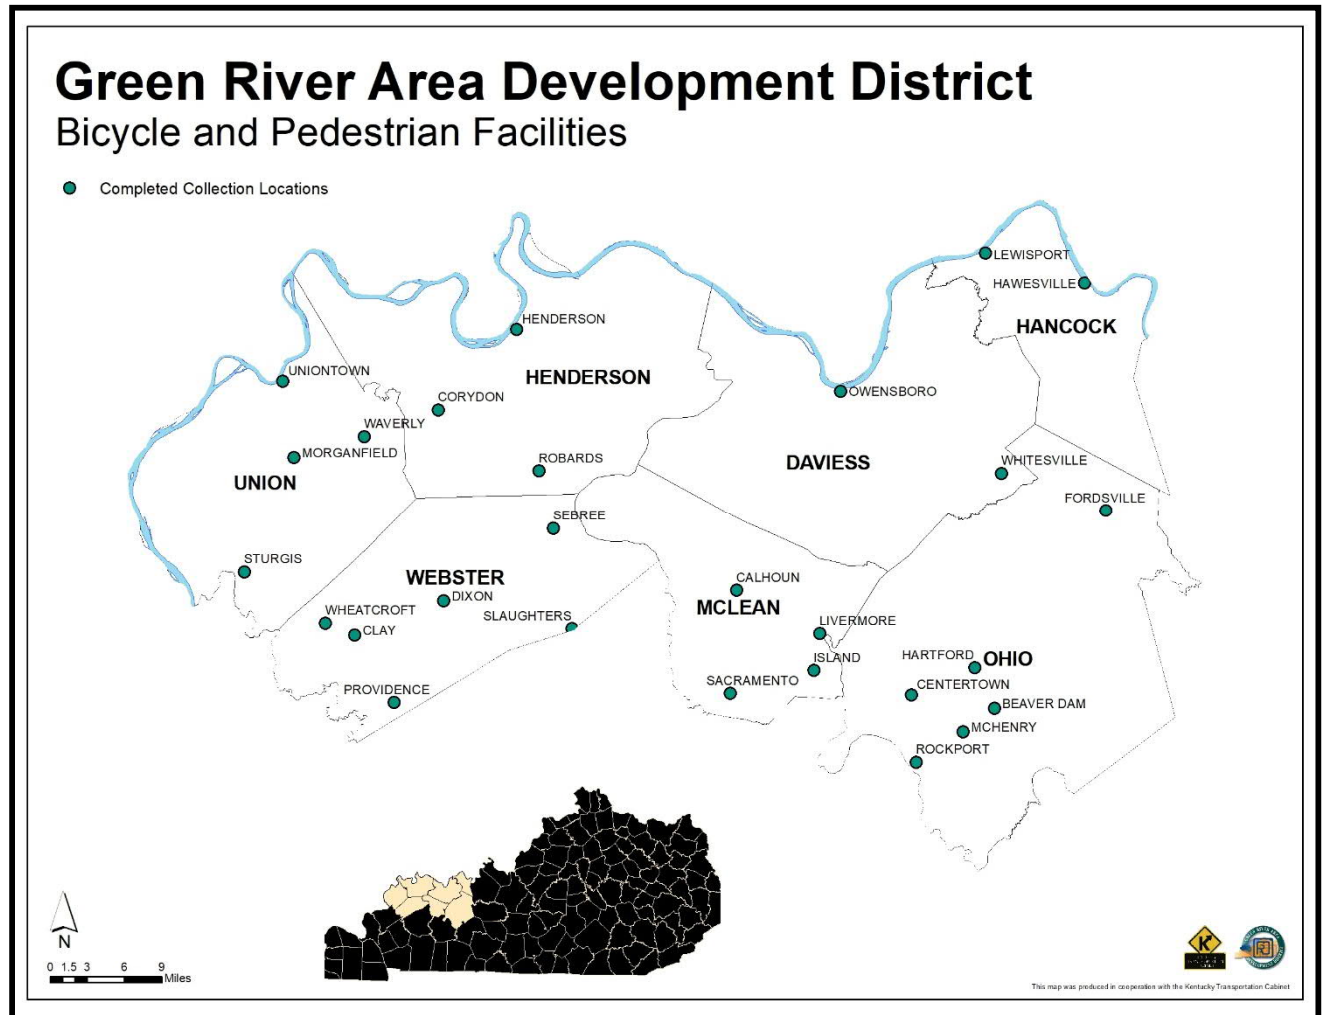 Green River Area Development District
Bicycle and Pedestrian Facilities
Completed Collection Locations
LEWISPORT
HAWESVILLE
HANCOCK
HENDERSON
HENDERSON
UNIONTOWN
CORYDON
OWENSBORO
WAVERLY
MORGANFIELD
ROBARDS
DAVIESS
WHITESVILLE
UNION
FORDSVILLE
SEBREE
STURGIS
WEBSTER
CALHOUN
DIXON
MCLEAN
WHEATCROFT
SLAUGHTERS
LIVERMORE
CLAY
HARTFORD
OHIO
ISLAND
SACRAMENTO
CENTERTOWN
PROVIDENCE
BEAVER DAM
MCHENRY
ROCKPORT
N
0 1.5 3 6 9
Miles
K
This map was produced in cooperation with the Kentucky Transportation Cabinet